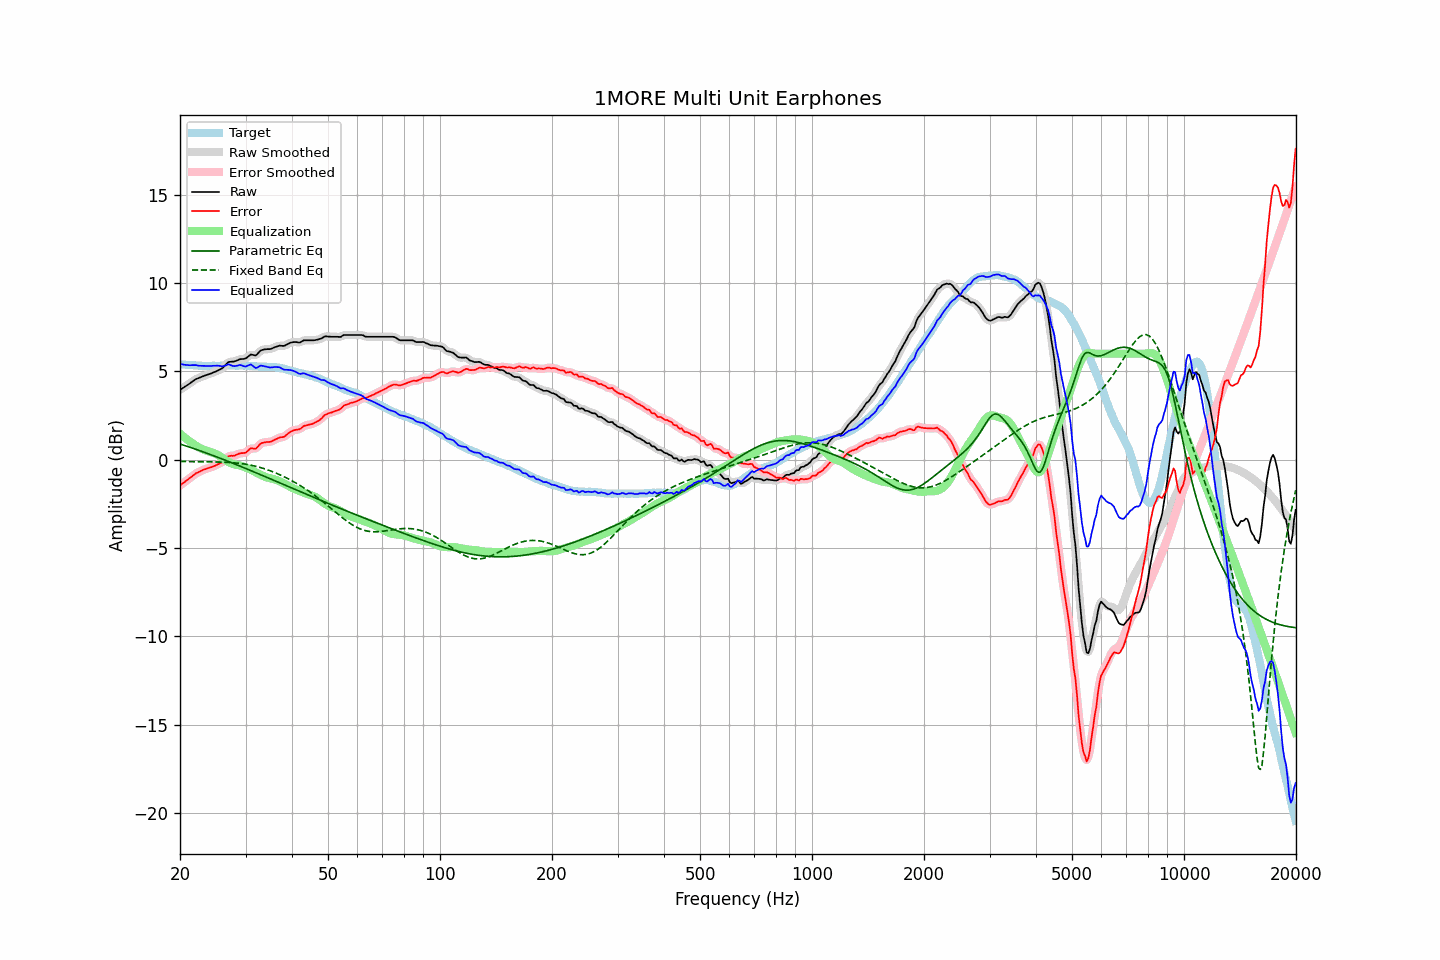 1MORE Multi Unit Earphones
Target
Raw Smoothed
Error Smoothed
Raw
Error
Equalization
Parametric Eq
Fixed Band Eq
Equalized
Amplitude (dBr)
15
10
5
0
−5
−10
−15
−20
20
50
100
200
500
1000
2000
5000
10000
20000
Frequency (Hz)